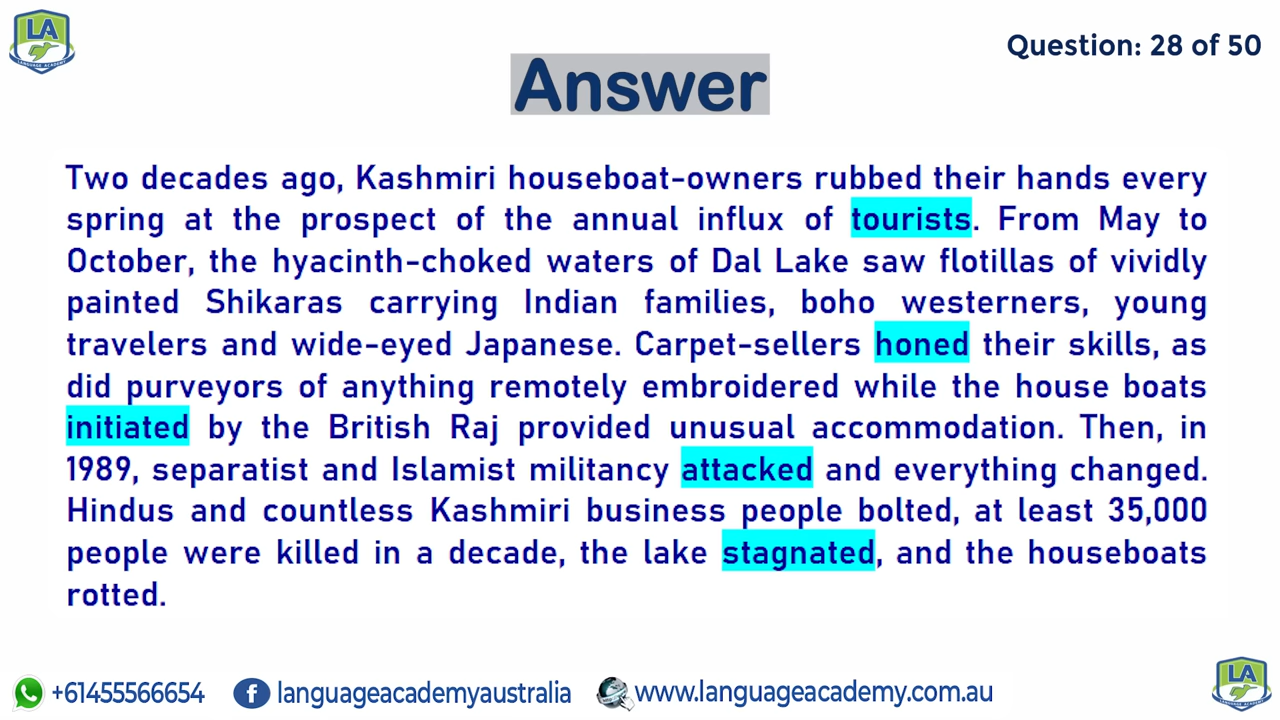 LA
LANGUAGE ACADEMY
Question: 28 of 50
Answer
Two decades ago, Kashmiri houseboat-owners rubbed their hands every
spring at the prospect of the annual influx of tourists. From May to
October, the hyacinth-choked waters of Dal Lake saw flotillas of vividly
painted Shikaras carrying Indian families, boho westerners, young
travelers and wide-eyed Japanese. Carpet-sellers honed their skills, as
did purveyors of anything remotely embroidered while the house boats
initiated by the British Raj provided unusual accommodation. Then, in
1989, separatist and Islamist militancy attacked and everything changed.
Hindus and countless Kashmiri business people bolted, at least 35,000
people were killed in a decade, the lake stagnated, and the houseboats
rotted.
+61455566654
f languageacademyaustralia
www.languageacademy.com.au
LA
LANGUAGE ACADEMY